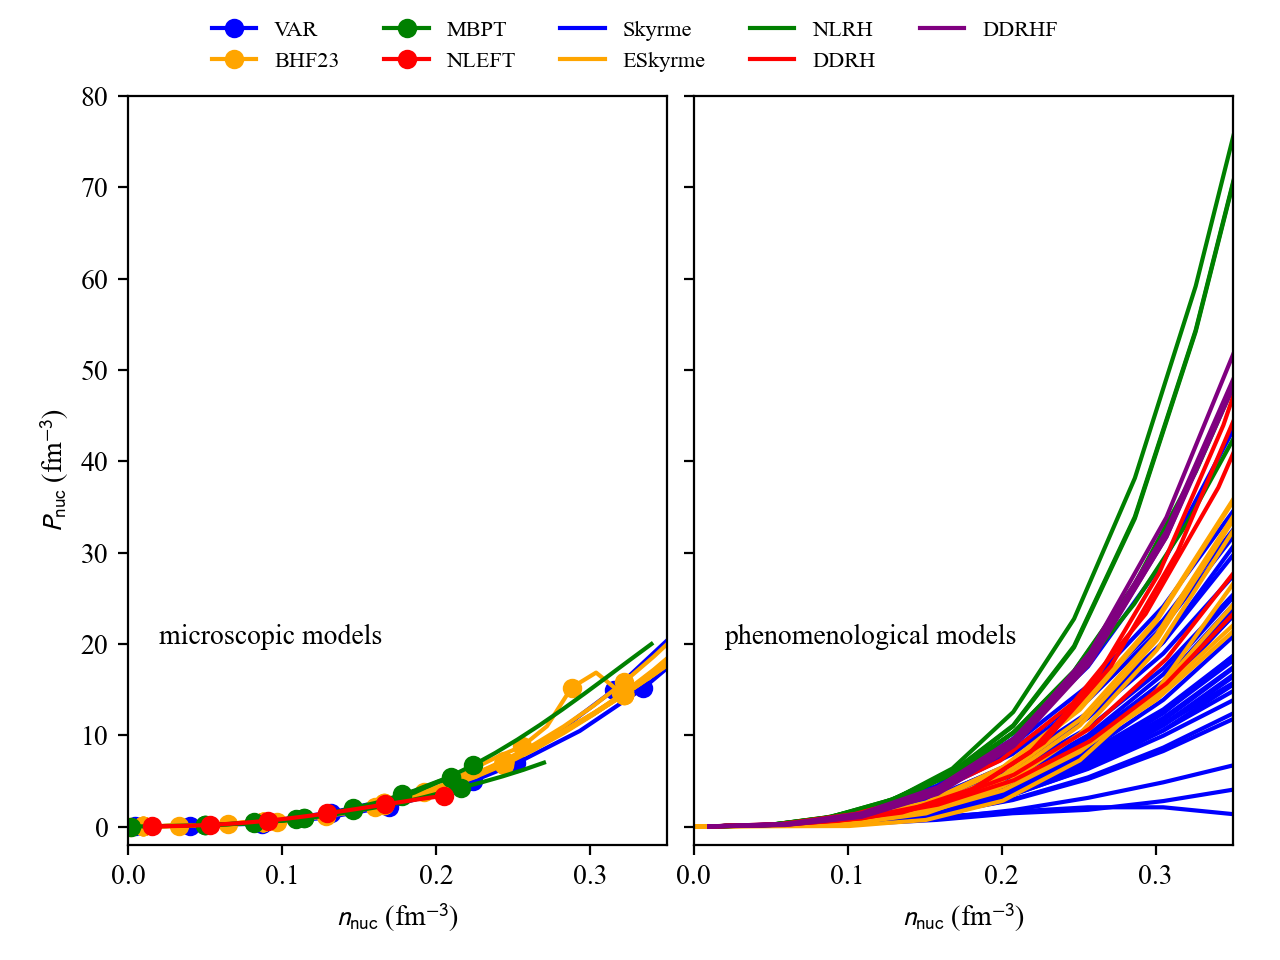 VAR MBPT Skyrme NLRH DDRHF
BHF23 NLEFT ESkyrme DDRH
80
70
60
50
40
30
20
10
0
P_nuc (fm⁻³)
microscopic models
phenomenological models
0.0 0.1 0.2 0.3
0.0 0.1 0.2 0.3
n_nuc (fm⁻³)
n_nuc (fm⁻³)